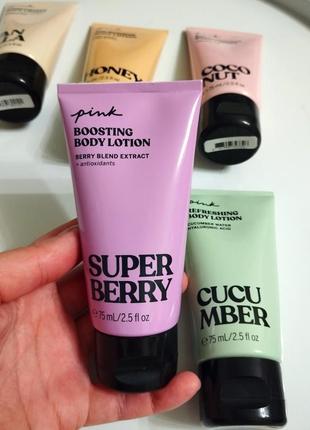 HONEY
COCO
NUT
pink
BOOSTING
BODY LOTION
BERRY BLEND EXTRACT
+ antioxidants
SUPER
BERRY
℮ 75 mL/2.5 fl oz
pink
REFRESHING
BODY LOTION
CUCUMBER WATER
HYALURONIC ACID
CUCU
MBER
℮ 75 mL/2.5 fl oz